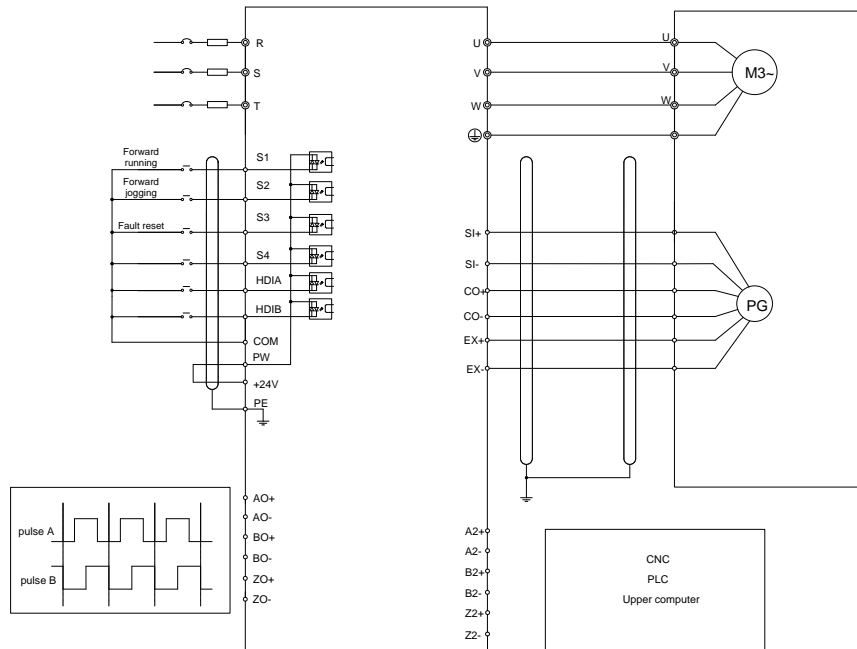 R
S
T
U
V
W
U
V
W
M3~
Forward
running
Forward
jogging
Fault reset
S1
S2
S3
S4
HDIA
HDIB
COM
PW
+24V
PE
SI+
SI-
CO+
CO-
EX+
EX-
PG
pulse A
pulse B
AO+
AO-
BO+
BO-
ZO+
ZO-
A2+
A2-
B2+
B2-
Z2+
Z2-
CNC
PLC
Upper computer